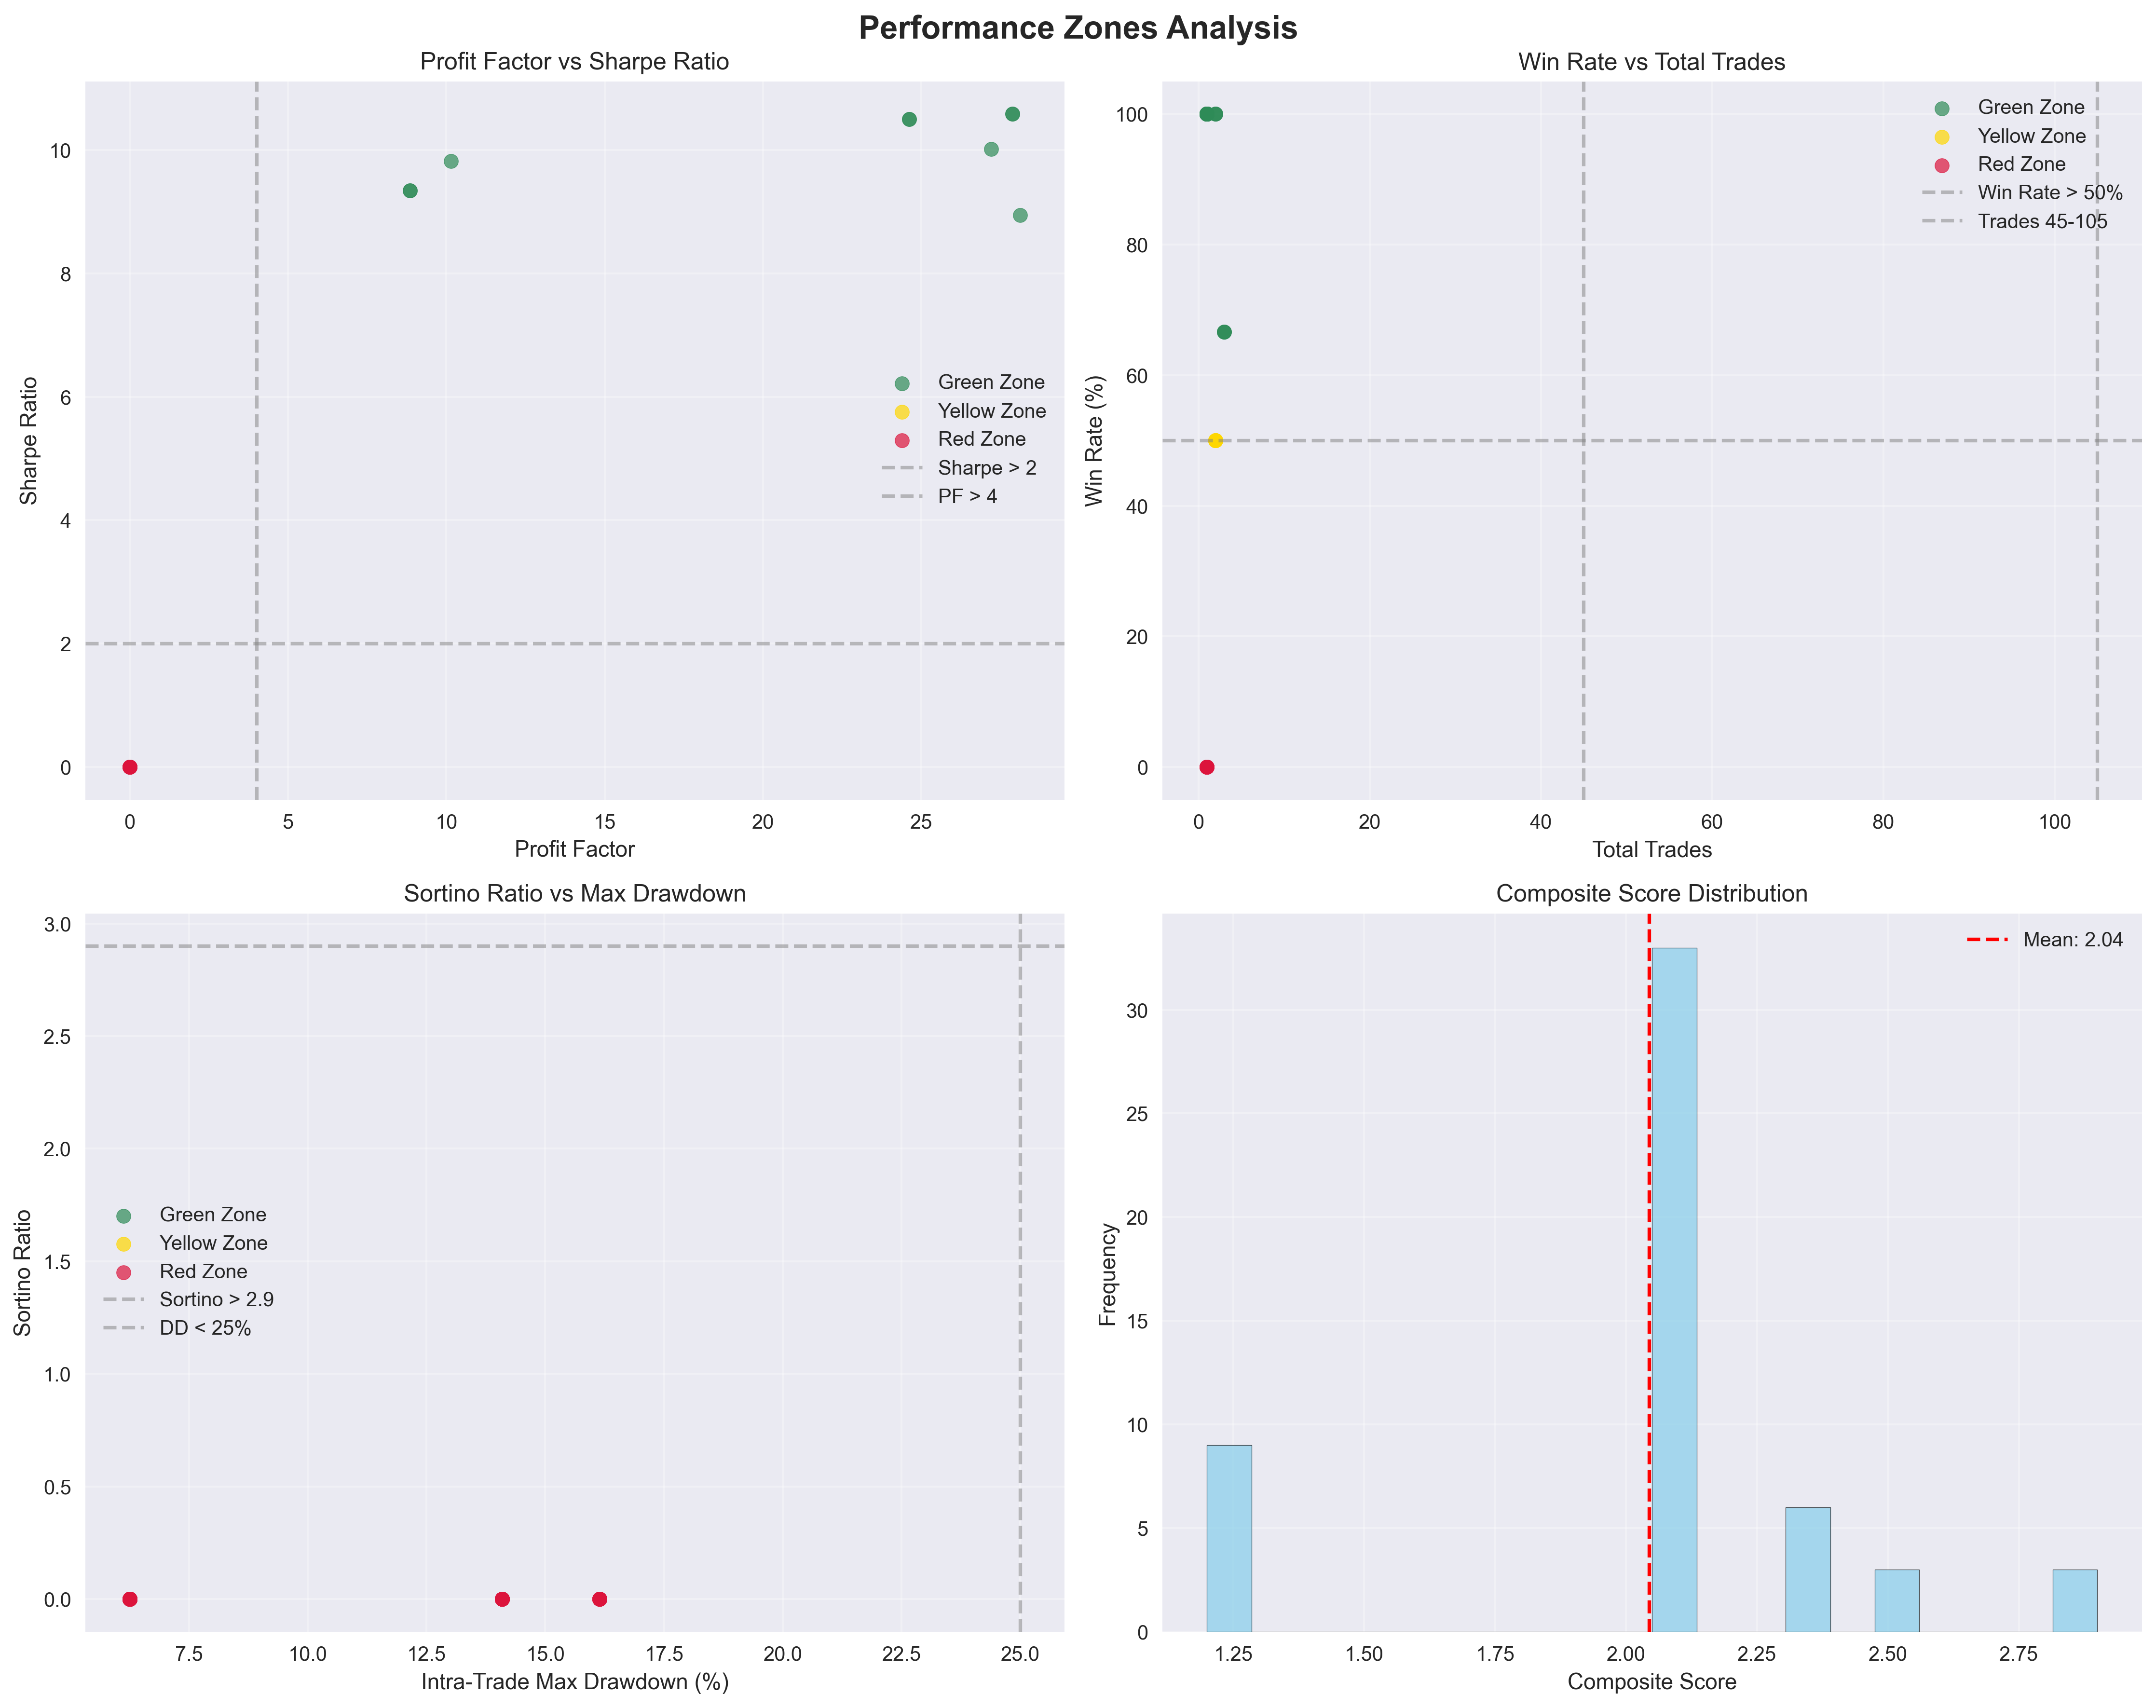 Performance Zones Analysis
Profit Factor vs Sharpe Ratio
10
8
6
4
2
0
Sharpe Ratio
Green Zone
Yellow Zone
Red Zone
Sharpe > 2
PF > 4
0 5 10 15 20 25
Profit Factor
Win Rate vs Total Trades
100
80
60
40
20
0
Win Rate (%)
Green Zone
Yellow Zone
Red Zone
Win Rate > 50%
Trades 45-105
0 20 40 60 80 100
Total Trades
Sortino Ratio vs Max Drawdown
3.0
2.5
2.0
1.5
1.0
0.5
0.0
Sortino Ratio
Green Zone
Yellow Zone
Red Zone
Sortino > 2.9
DD < 25%
7.5 10.0 12.5 15.0 17.5 20.0 22.5 25.0
Intra-Trade Max Drawdown (%)
Composite Score Distribution
30
25
20
15
10
5
0
Frequency
Mean: 2.04
1.25 1.50 1.75 2.00 2.25 2.50 2.75
Composite Score